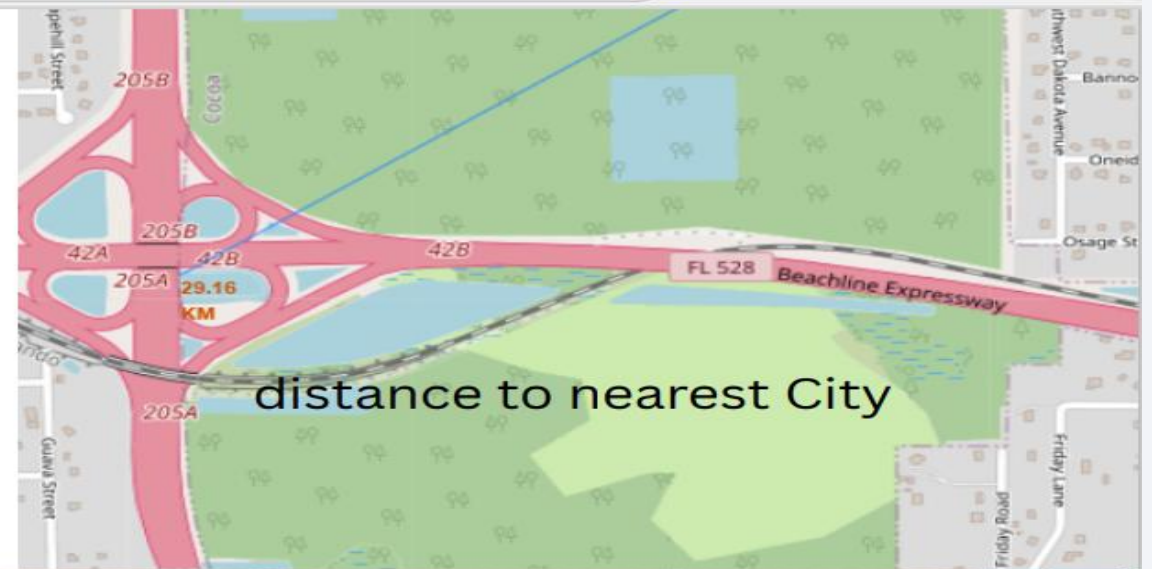 205B
Cocoa
Banno
Oneid
205B
42A
42B
42B
Osage St
205A
29.16
KM
FL 528
Beachline Expressway
distance to nearest City
205A
Guava Street
Friday Road
Friday Lane